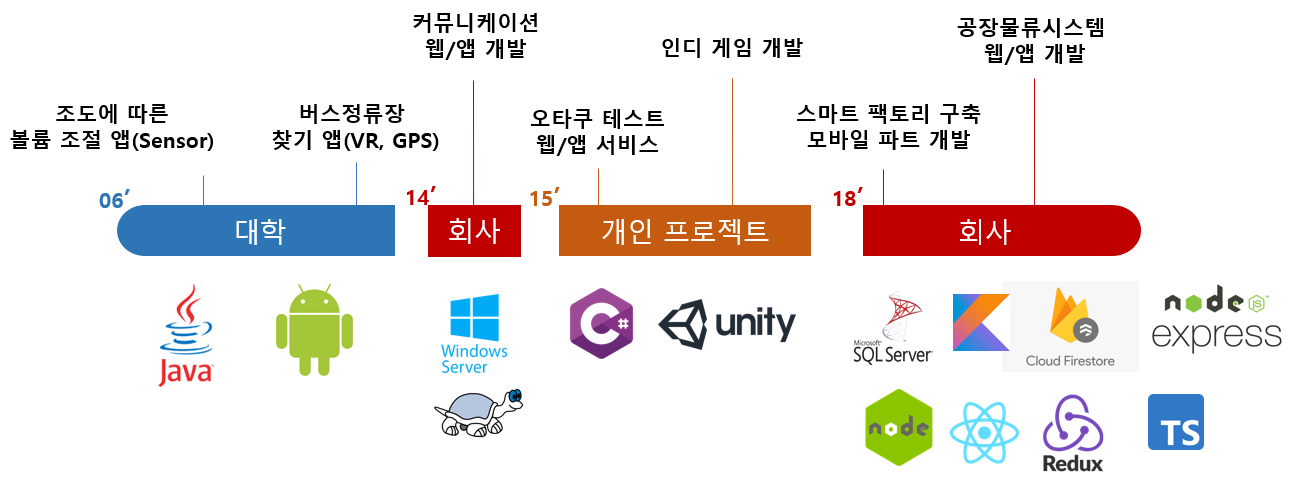 커뮤니케이션
웹/앱 개발
인디 게임 개발
공장물류시스템
웹/앱 개발
조도에 따른
볼륨 조절 앱(Sensor)
버스정류장
찾기 앱(VR, GPS)
오타쿠 테스트
웹/앱 서비스
스마트 팩토리 구축
모바일 파트 개발
06′
14′
15′
18′
대학
회사
개인 프로젝트
회사
Java
Windows
Server
C#
unity
Microsoft
SQL Server
Cloud Firestore
node
JS
express
node
Redux
TS